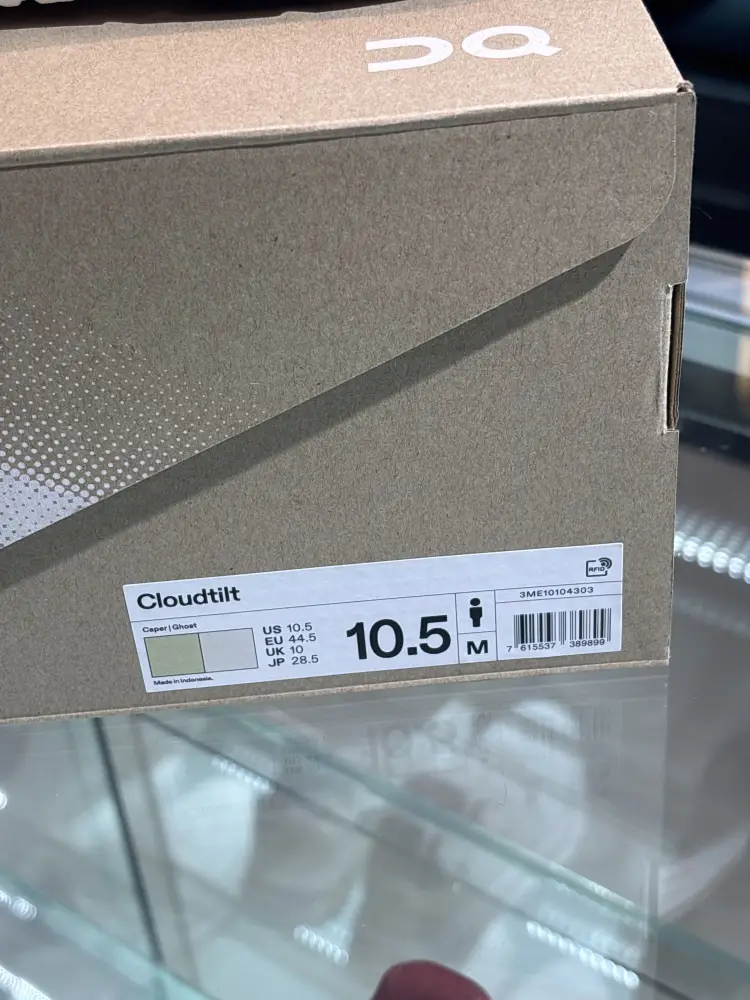 On
Cloudtilt
RFID
3ME10104303
Caper | Ghost
US 10.5
EU 44.5
UK 10
JP 28.5
10.5
M
7 615537 389899
Made in Indonesia.